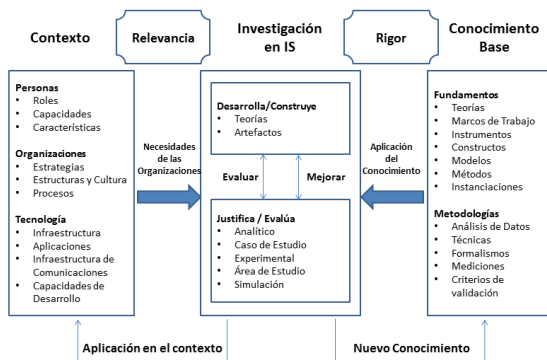 Contexto
Relevancia
Investigación
en IS
Rigor
Conocimiento
Base
Personas
• Roles
• Capacidades
• Características
Organizaciones
• Estrategias
• Estructuras y Cultura
• Procesos
Tecnología
• Infraestructura
• Aplicaciones
• Infraestructura de
Comunicaciones
• Capacidades de
Desarrollo
Necesidades
de las
Organizaciones
Desarrolla/Construye
• Teorías
• Artefactos
Evaluar
Mejorar
Justifica / Evalúa
• Analítico
• Caso de Estudio
• Experimental
• Área de Estudio
• Simulación
Aplicación
del
Conocimiento
Fundamentos
• Teorías
• Marcos de Trabajo
• Instrumentos
• Constructos
• Modelos
• Métodos
• Instanciaciones
Metodologías
• Análisis de Datos
• Técnicas
• Formalismos
• Mediciones
• Criterios de
validación
Aplicación en el contexto
Nuevo Conocimiento